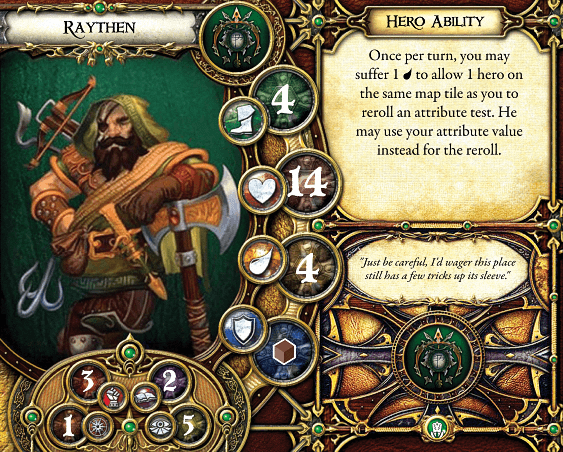 Raythen
Hero Ability
Once per turn, you may
suffer 1 to allow 1 hero on
the same map tile as you to
reroll an attribute test. He
may use your attribute value
instead for the reroll.
4
14
4
"Just be careful, I'd wager this place
still has a few tricks up its sleeve."
3 2
1 5